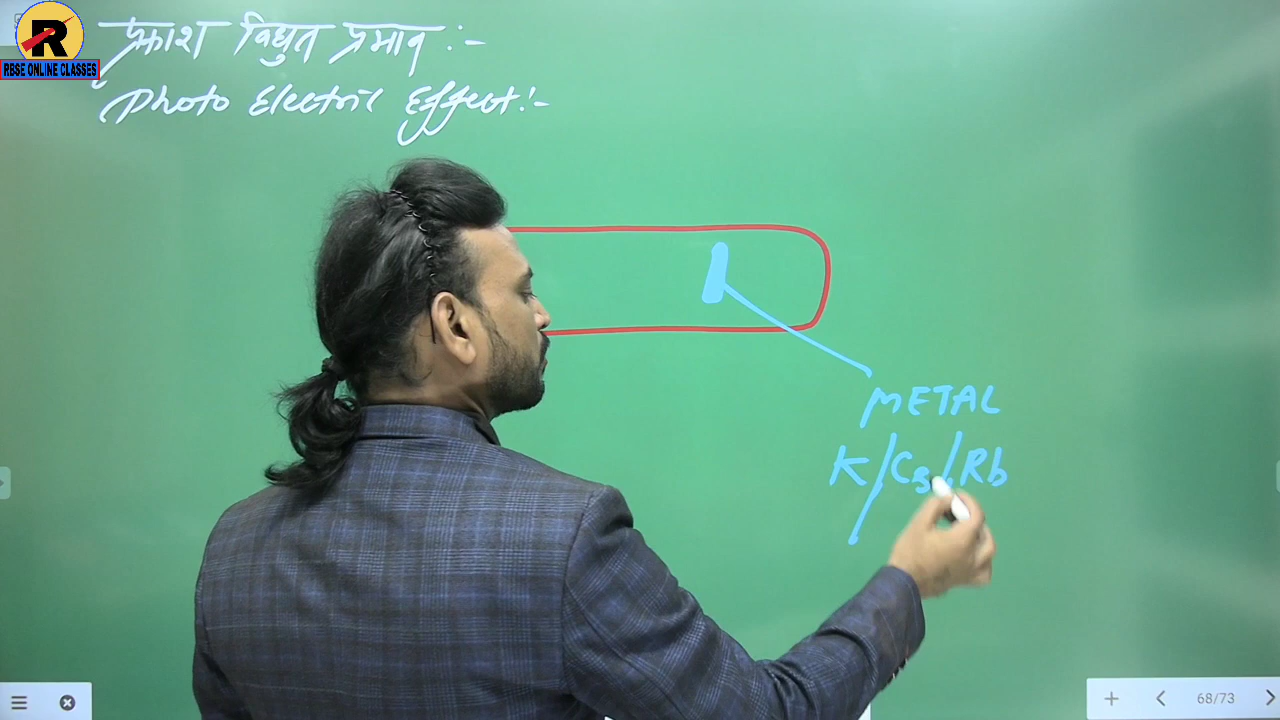 R
RBSE ONLINE CLASSES
प्रकाश विधुत प्रभाव :-
Photo Electric Effect :-
METAL
K/Cs/Rb
68/73